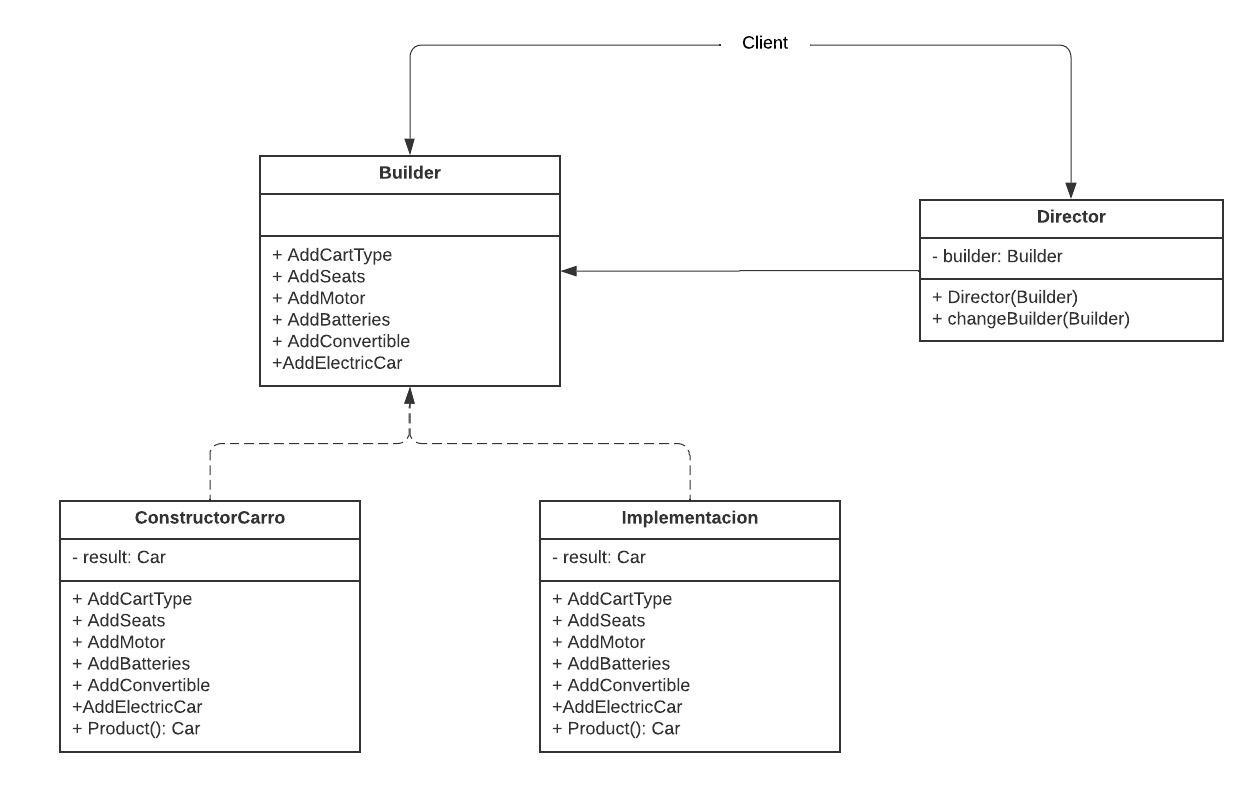 Client
Builder
+ AddCartType
+ AddSeats
+ AddMotor
+ AddBatteries
+ AddConvertible
+AddElectricCar
Director
- builder: Builder
+ Director(Builder)
+ changeBuilder(Builder)
ConstructorCarro
- result: Car
+ AddCartType
+ AddSeats
+ AddMotor
+ AddBatteries
+ AddConvertible
+AddElectricCar
+ Product(): Car
Implementacion
- result: Car
+ AddCartType
+ AddSeats
+ AddMotor
+ AddBatteries
+ AddConvertible
+AddElectricCar
+ Product(): Car